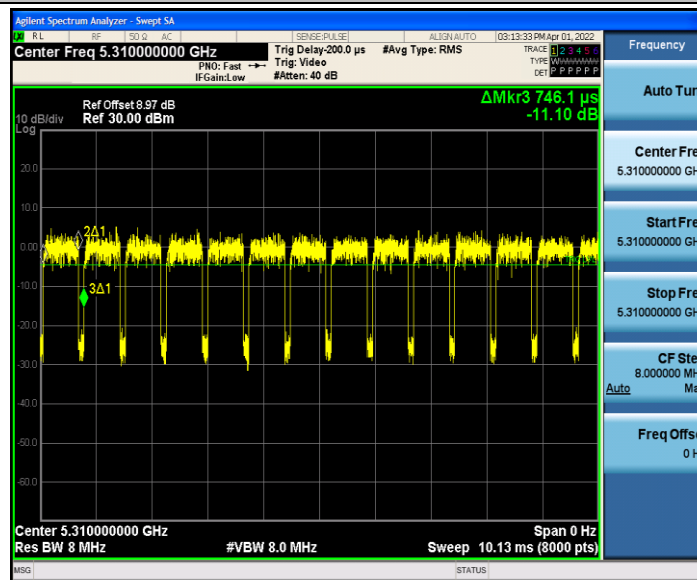 Agilent Spectrum Analyzer - Swept SA
LXI RL RF 50 Ω AC SENSE:PULSE ALIGN AUTO 03:13:33 PM Apr 01, 2022
Center Freq 5.310000000 GHz
PNO: Fast
IFGain:Low
Trig Delay-200.0 µs
Trig: Video
#Atten: 40 dB
#Avg Type: RMS
TRACE 1 2 3 4 5 6
TYPE WWWWWW
DET P P P P P P
Ref Offset 8.97 dB
10 dB/div Ref 30.00 dBm
Log
ΔMkr3 746.1 µs
-11.10 dB
20.0
10.0
0.00
-10.0
-20.0
-30.0
-40.0
-50.0
-60.0
2Δ1
3Δ1
Center 5.310000000 GHz Span 0 Hz
Res BW 8 MHz #VBW 8.0 MHz Sweep 10.13 ms (8000 pts)
MSG STATUS
Frequency
Auto Tun
Center Fre
5.310000000 GH
Start Fre
5.310000000 GH
Stop Fre
5.310000000 GH
CF Ste
8.000000 MH
Auto Ma
Freq Offs
0 H